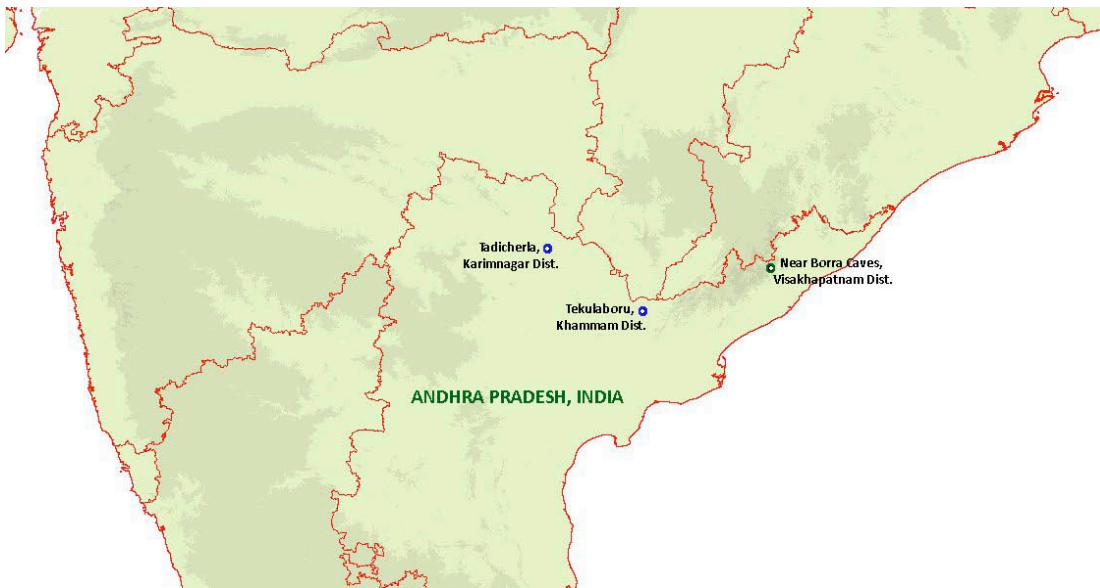 Tadicherla,
Karimnagar Dist.
Near Borra Caves,
Visakhapatnam Dist.
Tekulaboru,
Khammam Dist.
ANDHRA PRADESH, INDIA